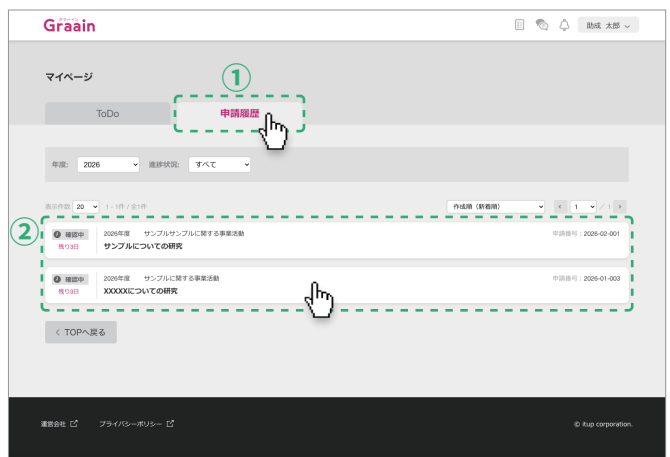 グラーイン
Graain
助成 太郎
マイページ
①
ToDo
申請履歴
年度: 2026 進捗状況: すべて
表示件数 20 1 - 1件 / 全1件 作成順(新着順) 1 / 1
②
確認中 2026年度 サンプルサンプルに関する事業活動 申請番号:2026-02-001
残り3日 サンプルについての研究
確認中 2026年度 サンプルに関する事業活動 申請番号:2026-01-003
残り3日 XXXXXについての研究
< TOPへ戻る
運営会社 プライバシーポリシー © itup corporation.